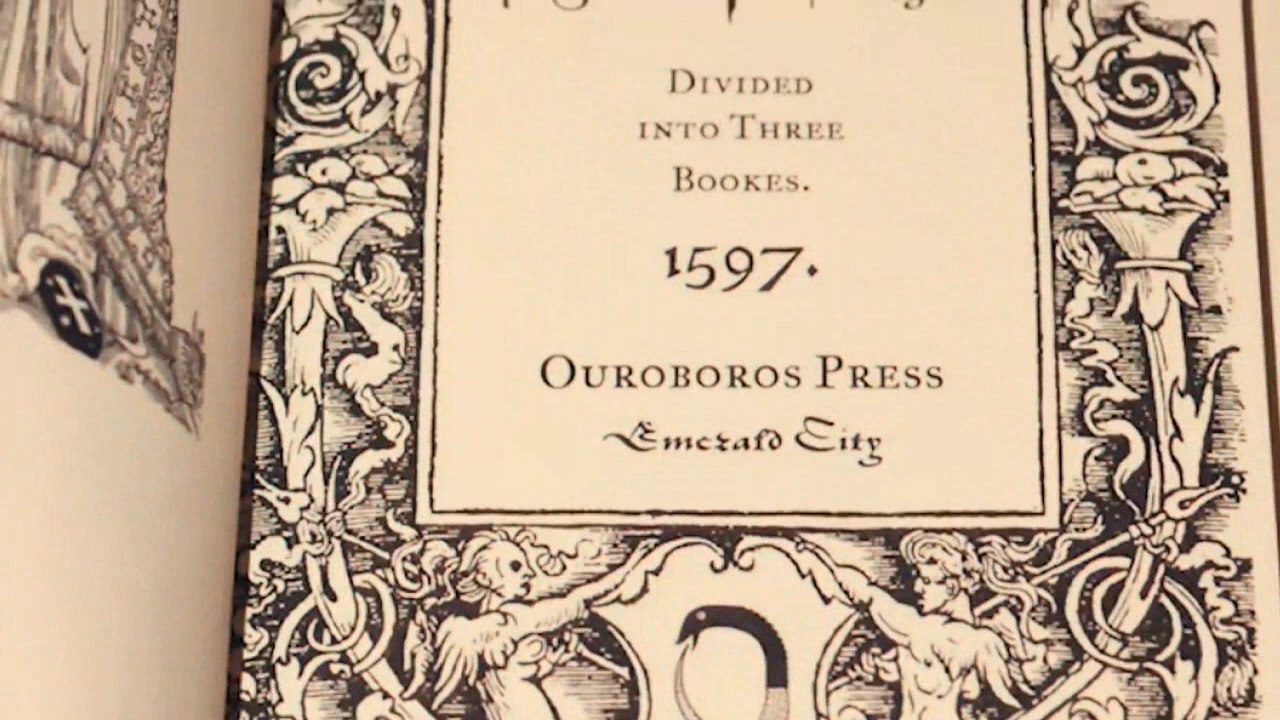 Divided
into Three
Bookes.
1597.
Ouroboros Press
Emerald City